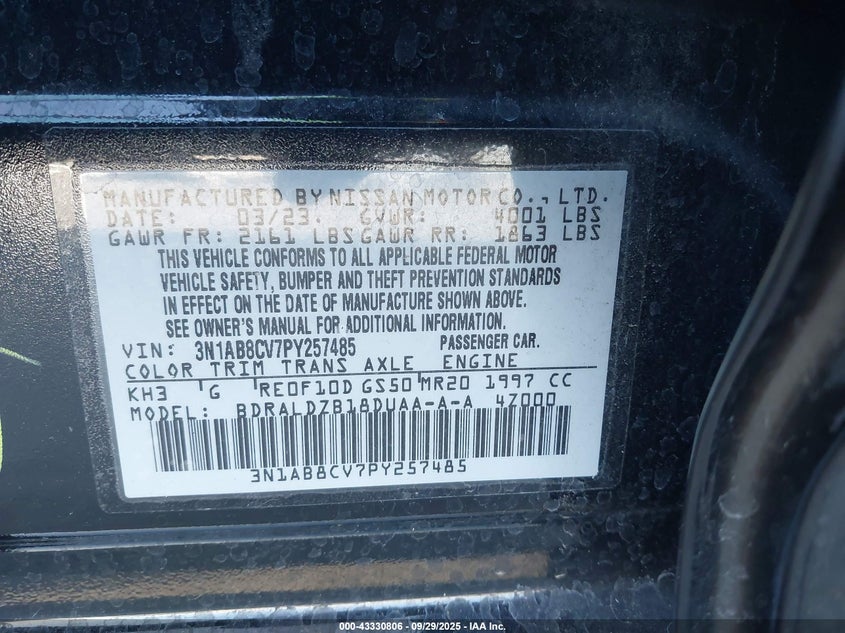 MANUFACTURED BY NISSAN MOTOR CO., LTD.
DATE: 03/23. GVWR: 4001 LBS
GAWR FR: 2161 LBS GAWR RR: 1863 LBS
THIS VEHICLE CONFORMS TO ALL APPLICABLE FEDERAL MOTOR
VEHICLE SAFETY, BUMPER AND THEFT PREVENTION STANDARDS
IN EFFECT ON THE DATE OF MANUFACTURE SHOWN ABOVE.
SEE OWNER'S MANUAL FOR ADDITIONAL INFORMATION.
VIN: 3N1AB8CV7PY257485 PASSENGER CAR.
COLOR TRIM TRANS AXLE ENGINE
KH3 G RE0F10D GS50 MR20 1997 CC
MODEL: BDRALDZB18DUAA-A-A 4Z000
3N1AB8CV7PY257485
000-43330806 - 09/29/2025 - IAA Inc.